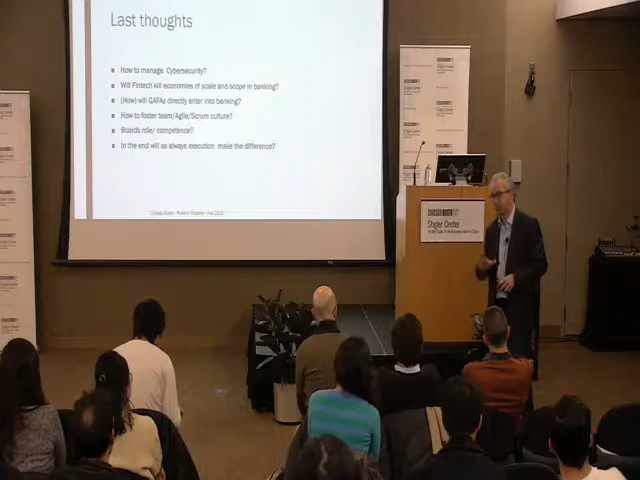 Last thoughts
How to manage Cybersecurity?
Will Fintech kill economies of scale and scope in banking?
(How) will GAFAs directly enter into banking?
How to foster team/Agile/Scrum culture?
Boards role/ competence?
In the end will as always execution make the difference?
CHICAGO BOOTH
Stigler Center